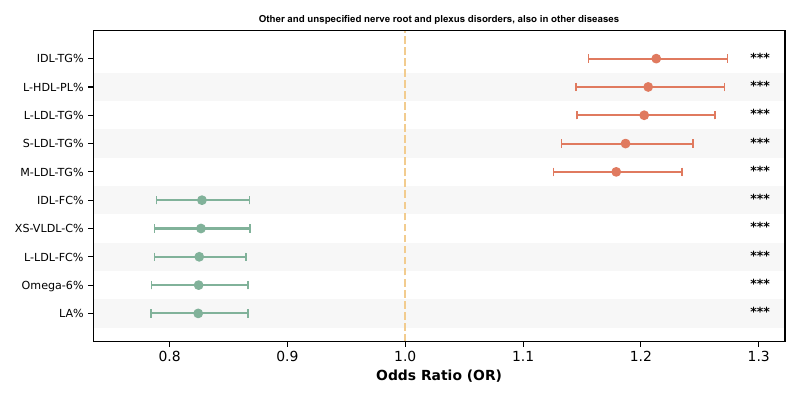 Other and unspecified nerve root and plexus disorders, also in other diseases
IDL-TG% ***
L-HDL-PL% ***
L-LDL-TG% ***
S-LDL-TG% ***
M-LDL-TG% ***
IDL-FC% ***
XS-VLDL-C% ***
L-LDL-FC% ***
Omega-6% ***
LA% ***
0.8 0.9 1.0 1.1 1.2 1.3
Odds Ratio (OR)